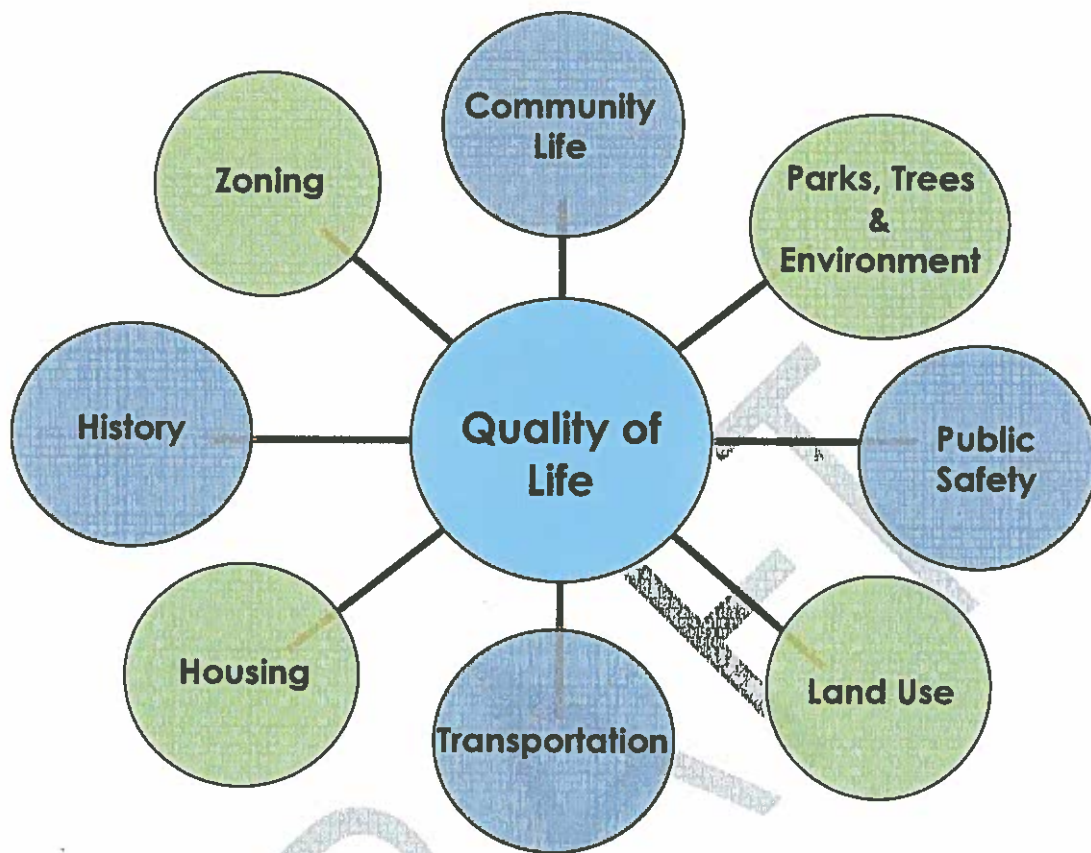 Community
Life
Parks, Trees
&
Environment
Zoning
History
Quality of
Life
Public
Safety
Housing
Transportation
Land Use